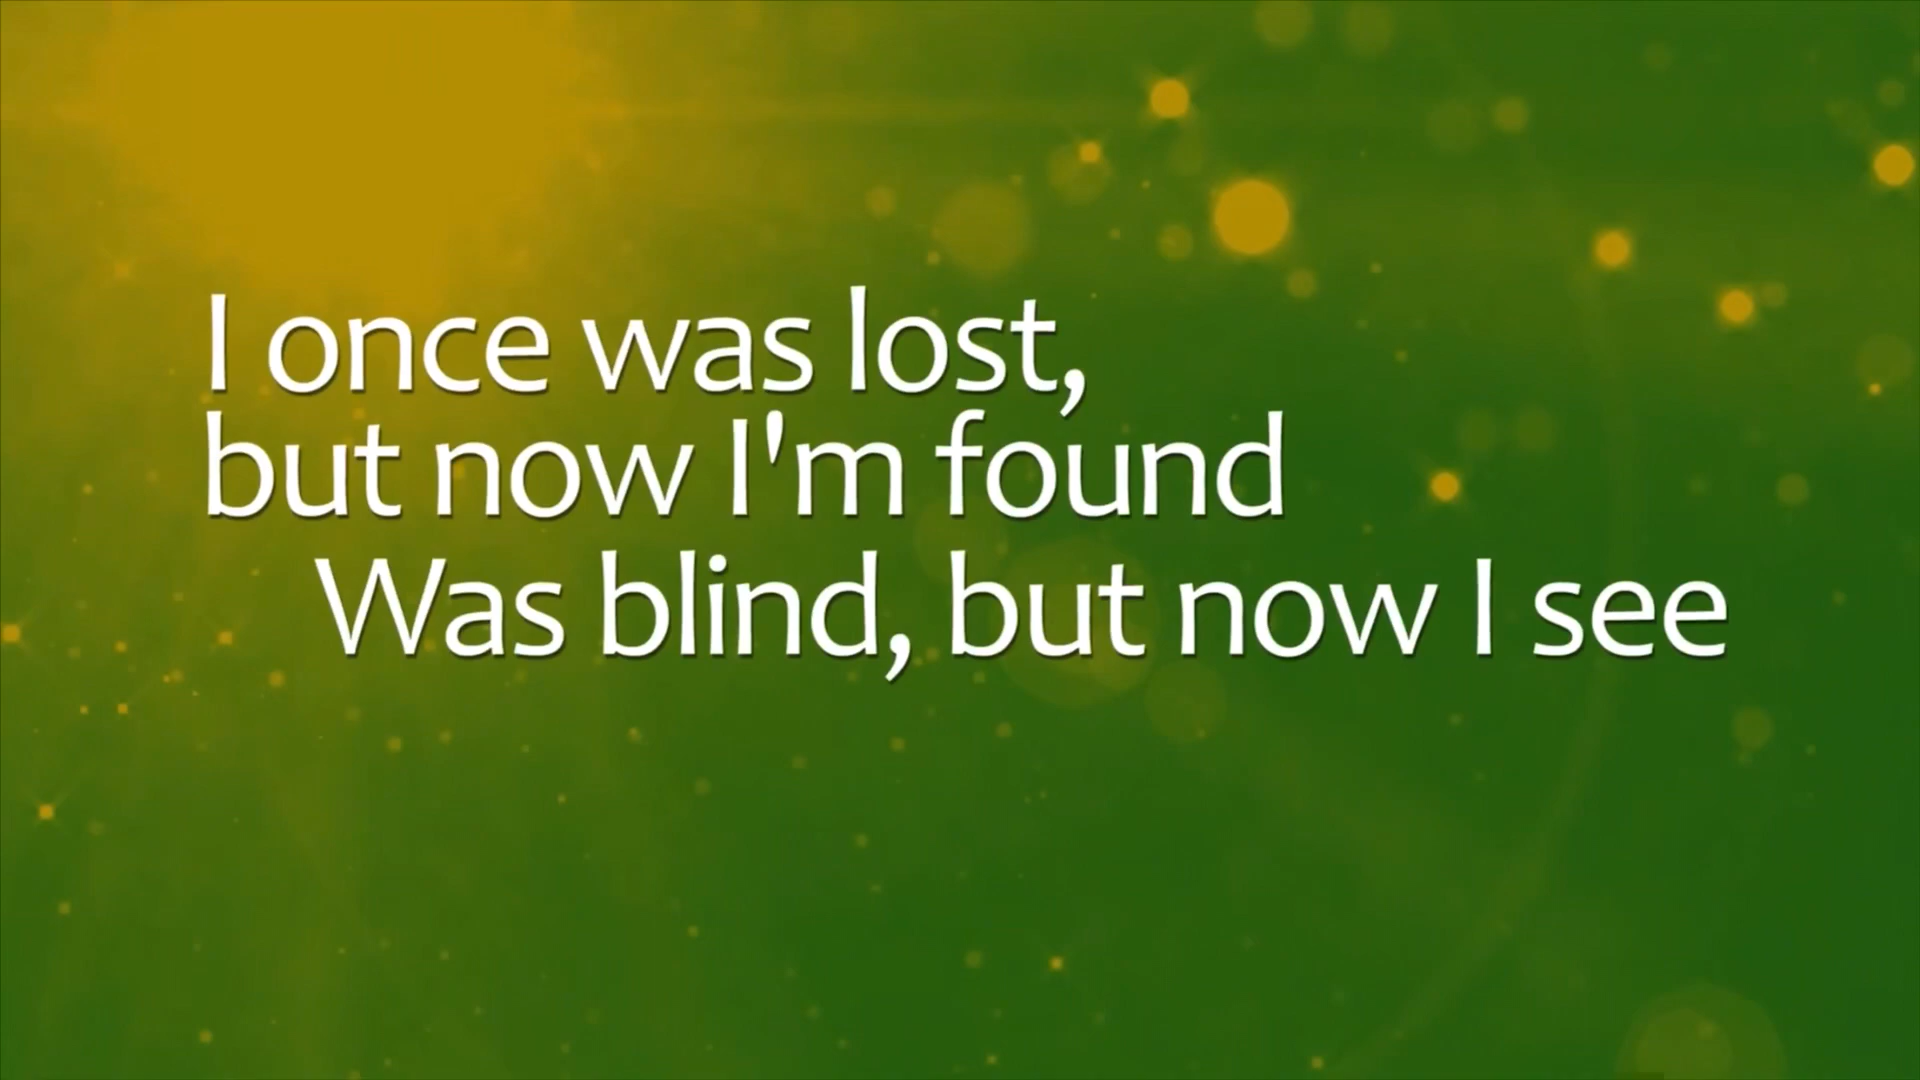 I once was lost,
but now I'm found
Was blind, but now I see